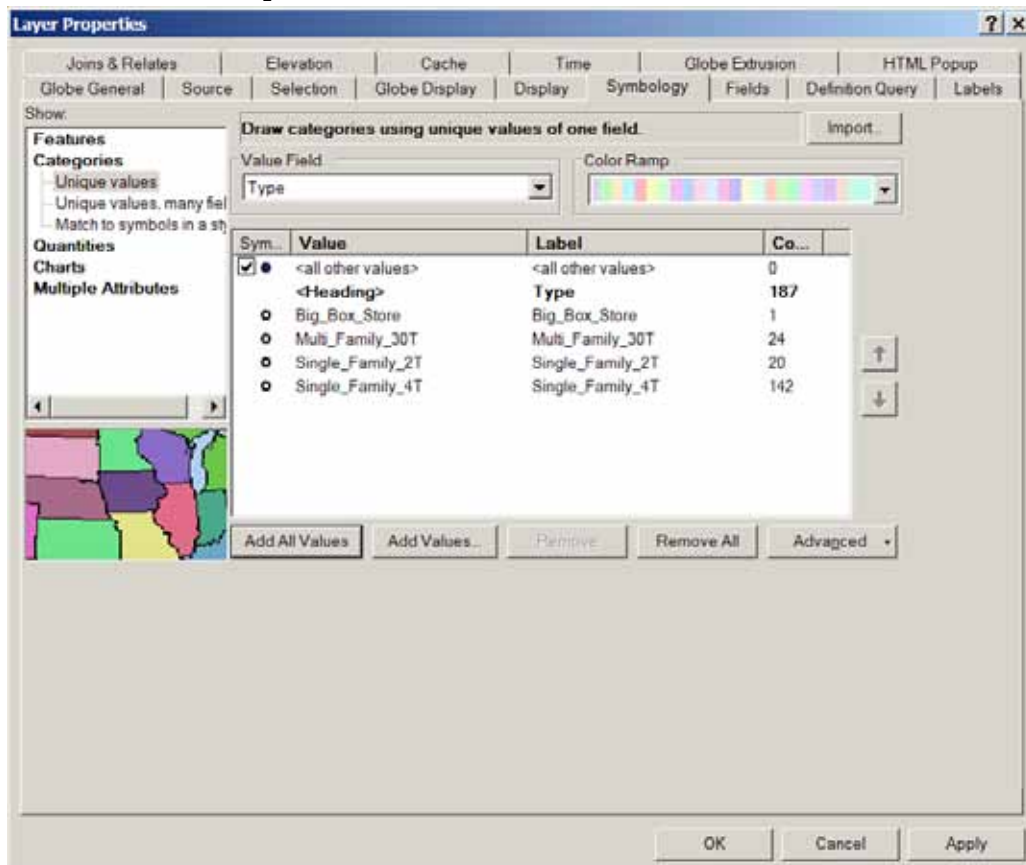 Layer Properties
Joins & Relates Elevation Cache Time Globe Extrusion HTML Popup
Globe General Source Selection Globe Display Display Symbology Fields Definition Query Labels
Show:
Features
Categories
Unique values
Unique values, many fiel
Match to symbols in a sty
Quantities
Charts
Multiple Attributes
Draw categories using unique values of one field.
Import...
Value Field
Type
Color Ramp
Sym... Value Label Co...
<all other values> <all other values> 0
<Heading> Type 187
Big_Box_Store Big_Box_Store 1
Multi_Family_30T Multi_Family_30T 24
Single_Family_2T Single_Family_2T 20
Single_Family_4T Single_Family_4T 142
Add All Values Add Values... Remove Remove All Advanced
OK Cancel Apply